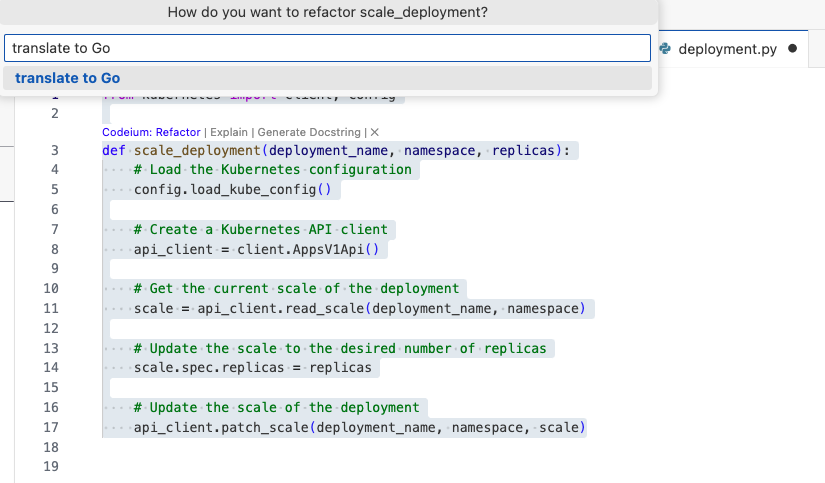 How do you want to refactor scale_deployment?
translate to Go
translate to Go
deployment.py
1 from kubernetes import client, config
2
Codeium: Refactor | Explain | Generate Docstring | X
3 def scale_deployment(deployment_name, namespace, replicas):
4 # Load the Kubernetes configuration
5 config.load_kube_config()
6
7 # Create a Kubernetes API client
8 api_client = client.AppsV1Api()
9
10 # Get the current scale of the deployment
11 scale = api_client.read_scale(deployment_name, namespace)
12
13 # Update the scale to the desired number of replicas
14 scale.spec.replicas = replicas
15
16 # Update the scale of the deployment
17 api_client.patch_scale(deployment_name, namespace, scale)
18
19